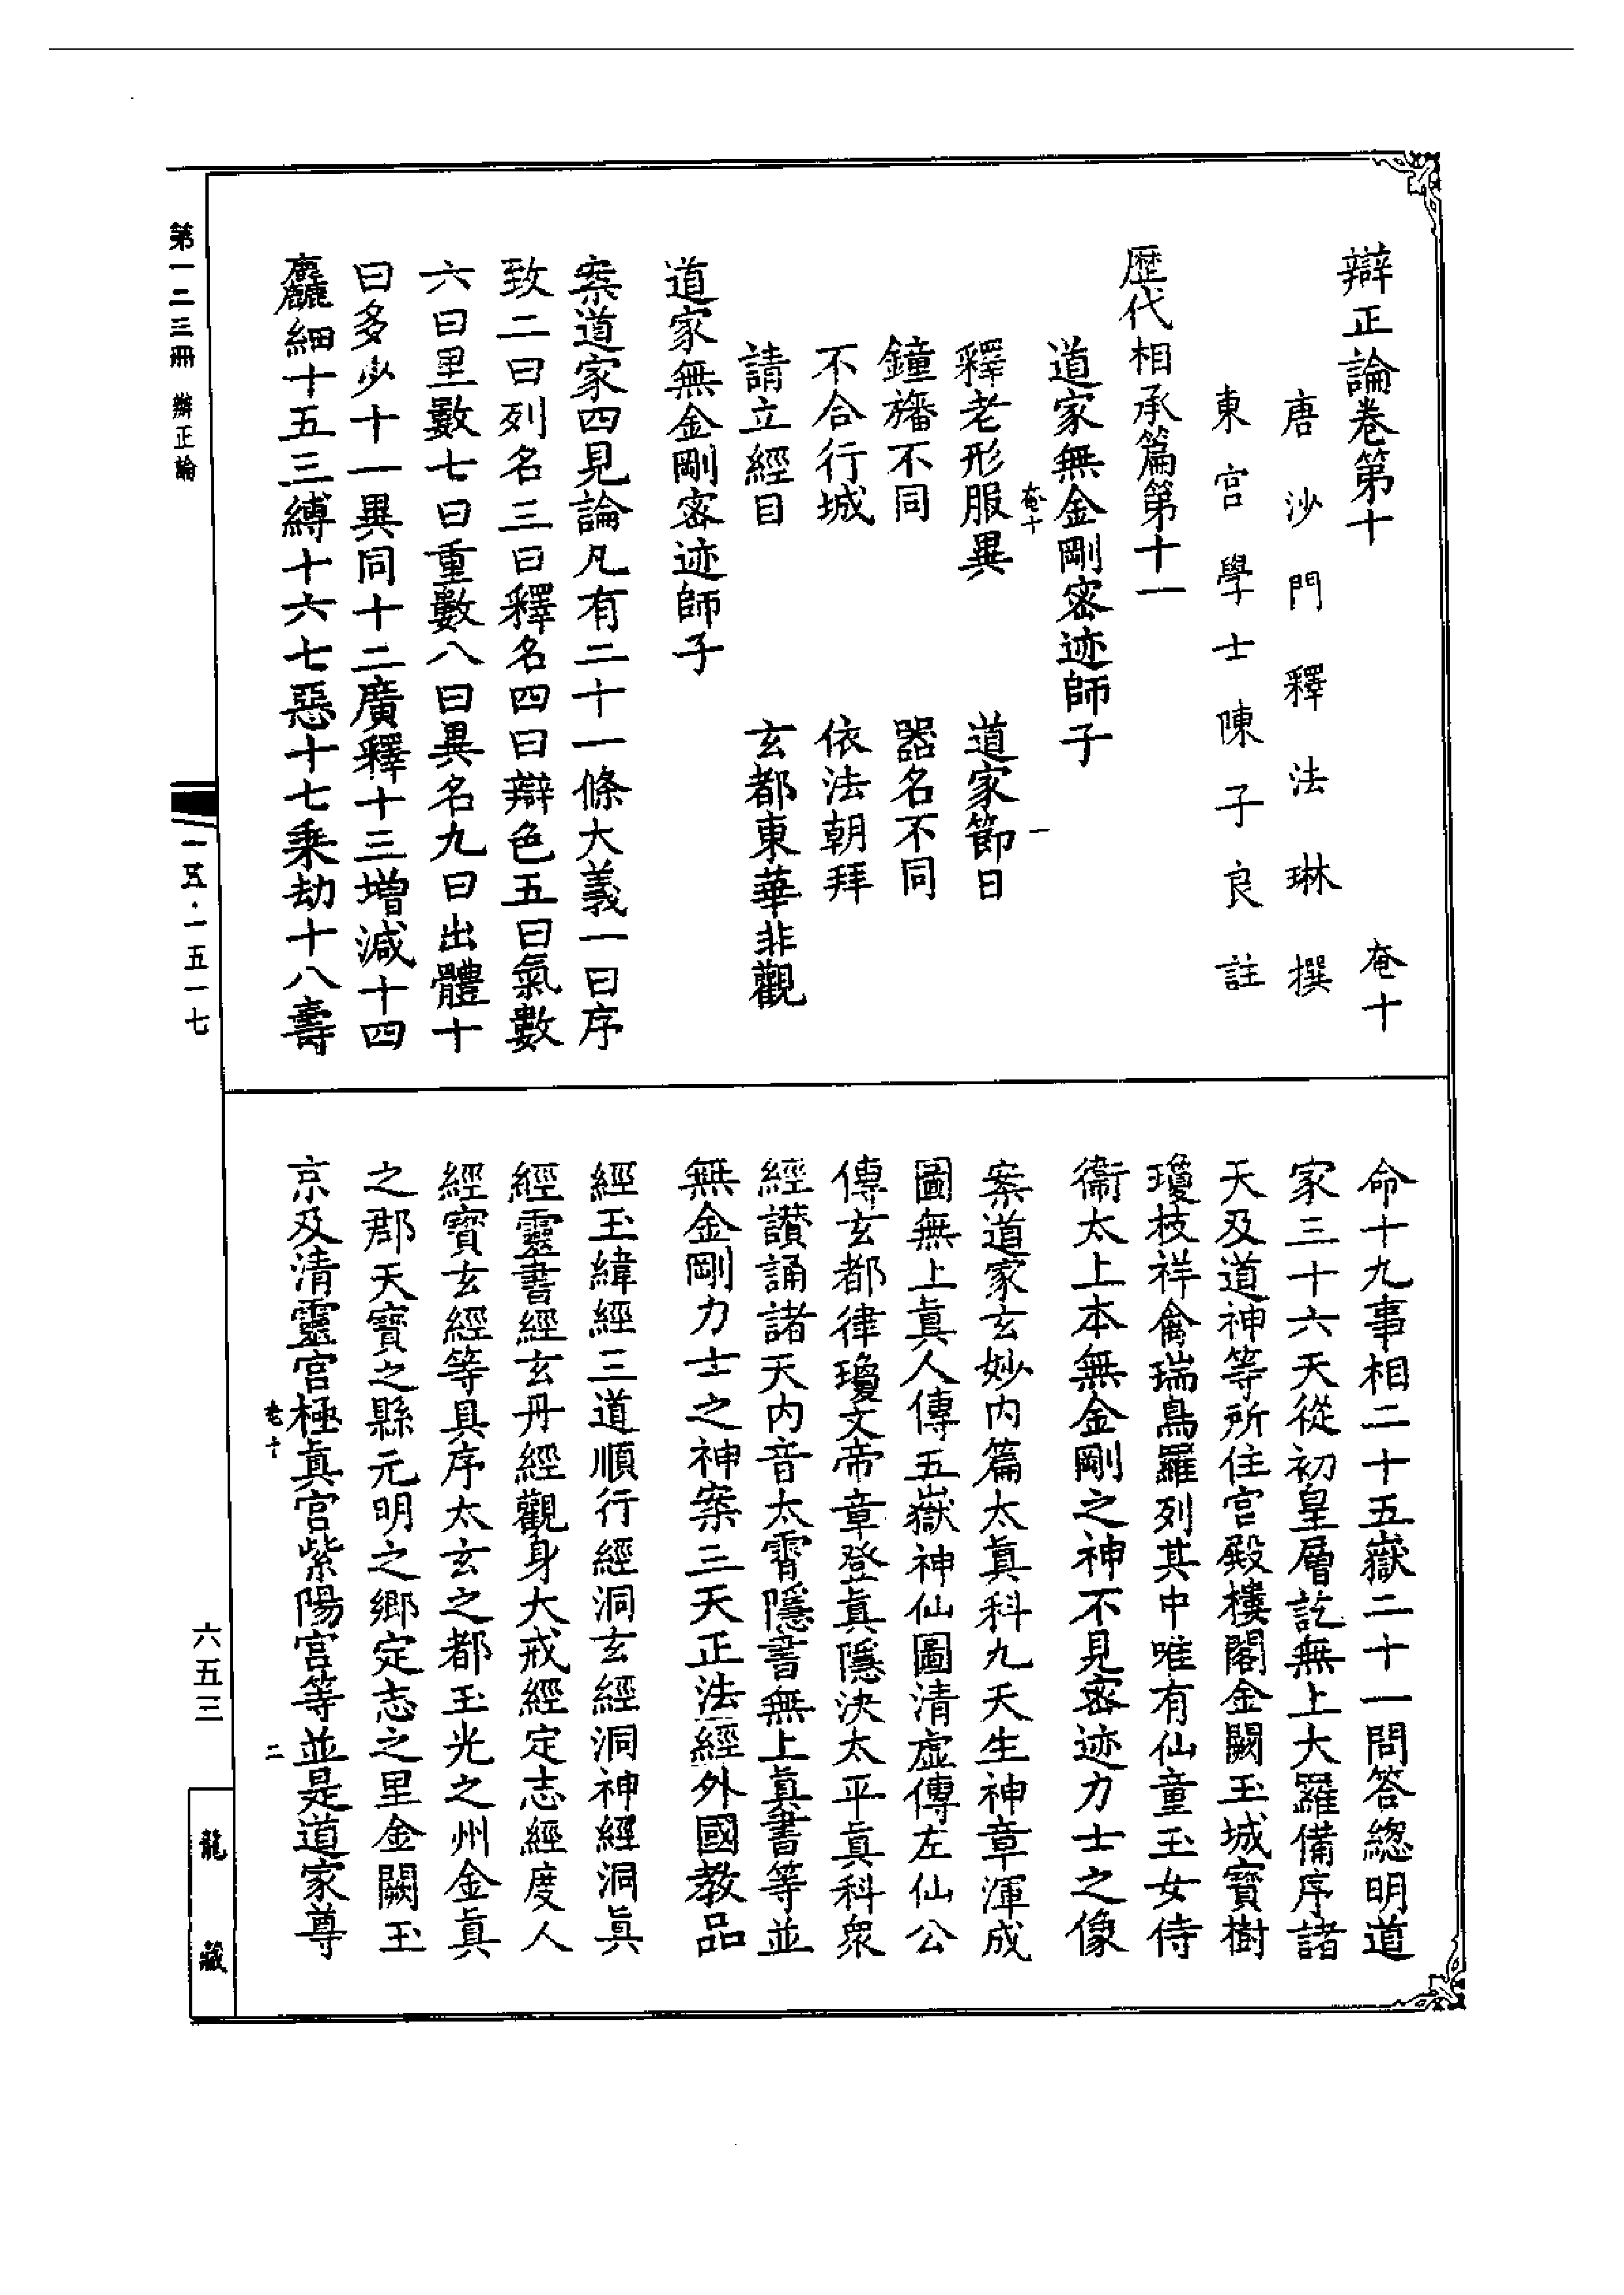 辯正論卷第十　奄十
唐沙門釋法琳撰
東宮學士陳子良註
歷代相承篇第十一
道家無金剛密迹師子
奄十　一
釋老形服異　道家節日
鐘旛不同　器名不同
不合行城　依法朝拜
請立經目　玄都東華非觀
道家無金剛密迹師子
案道家四見論凡有二十一條大義一曰序
致二曰列名三曰釋名四曰辯色五曰氣數
六曰里數七曰重數八曰異名九曰出體十
曰多少十一異同十二廣釋十三增減十四
麤細十五三縛十六七惡十七乘劫十八壽
命十九事相二十五嶽二十一問答總明道
家三十六天從初皇層訖無上大羅備序諸
天及道神等所住宮殿樓閣金闕玉城寶樹
瓊枝祥禽瑞鳥羅列其中唯有仙童玉女侍
衞太上本無金剛之神不見密迹力士之像
案道家玄妙內篇太真科九天生神章渾成
圖無上真人傳五嶽神仙圖清虛傳左仙公
傳玄都律瓊文帝章登真隱決太平真科眾
經讚誦諸天內音太霄隱書無上真書等並
無金剛力士之神案三天正法經外國教品
經玉緯經三道順行經洞玄經洞神經洞真
經靈書經玄丹經觀身大戒經定志經度人
經寶玄經等具序太玄之都玉光之州金真
之郡天寶之縣元明之鄉定志之里金闕玉
京及清靈宮極真宮紫陽宮等並是道家尊
奄十　二
第一二三冊　辯正論
一五·一五一七
六五三
龍藏